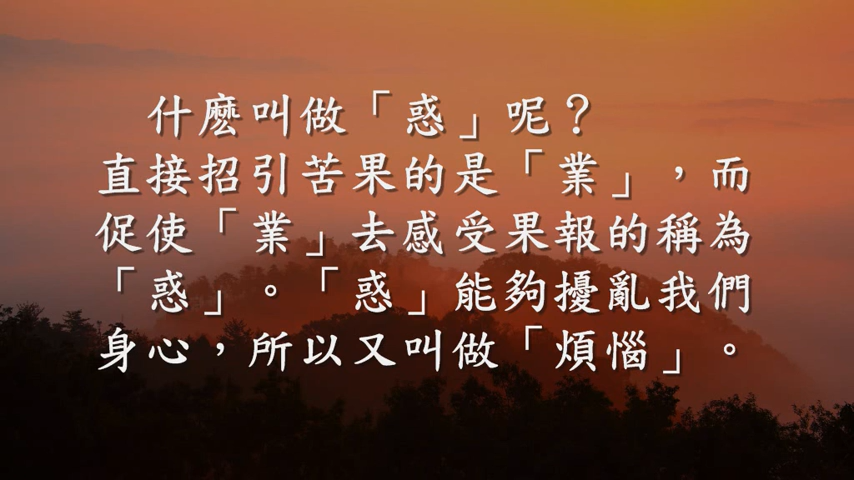 什麼叫做「惑」呢？
直接招引苦果的是「業」，而
促使「業」去感受果報的稱為
「惑」。「惑」能夠擾亂我們
身心，所以又叫做「煩惱」。